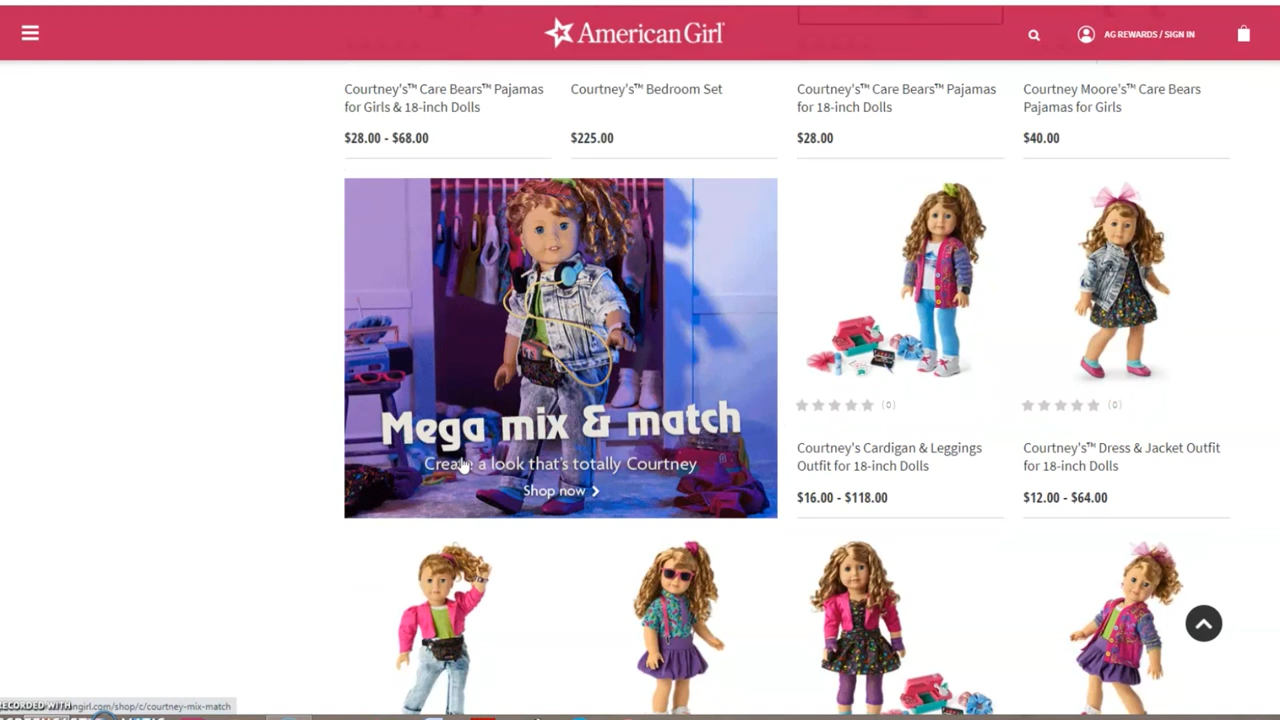 American Girl
AG REWARDS / SIGN IN
Courtney's™ Care Bears™ Pajamas
for Girls & 18-inch Dolls
$28.00 - $68.00
Courtney's™ Bedroom Set
$225.00
Courtney's™ Care Bears™ Pajamas
for 18-inch Dolls
$28.00
Courtney Moore's™ Care Bears
Pajamas for Girls
$40.00
Mega mix & match
Create a look that's totally Courtney
Shop now
(0)
Courtney's Cardigan & Leggings
Outfit for 18-inch Dolls
$16.00 - $118.00
(0)
Courtney's™ Dress & Jacket Outfit
for 18-inch Dolls
$12.00 - $64.00
RECORDED WITH
ngirl.com/shop/c/courtney-mix-match